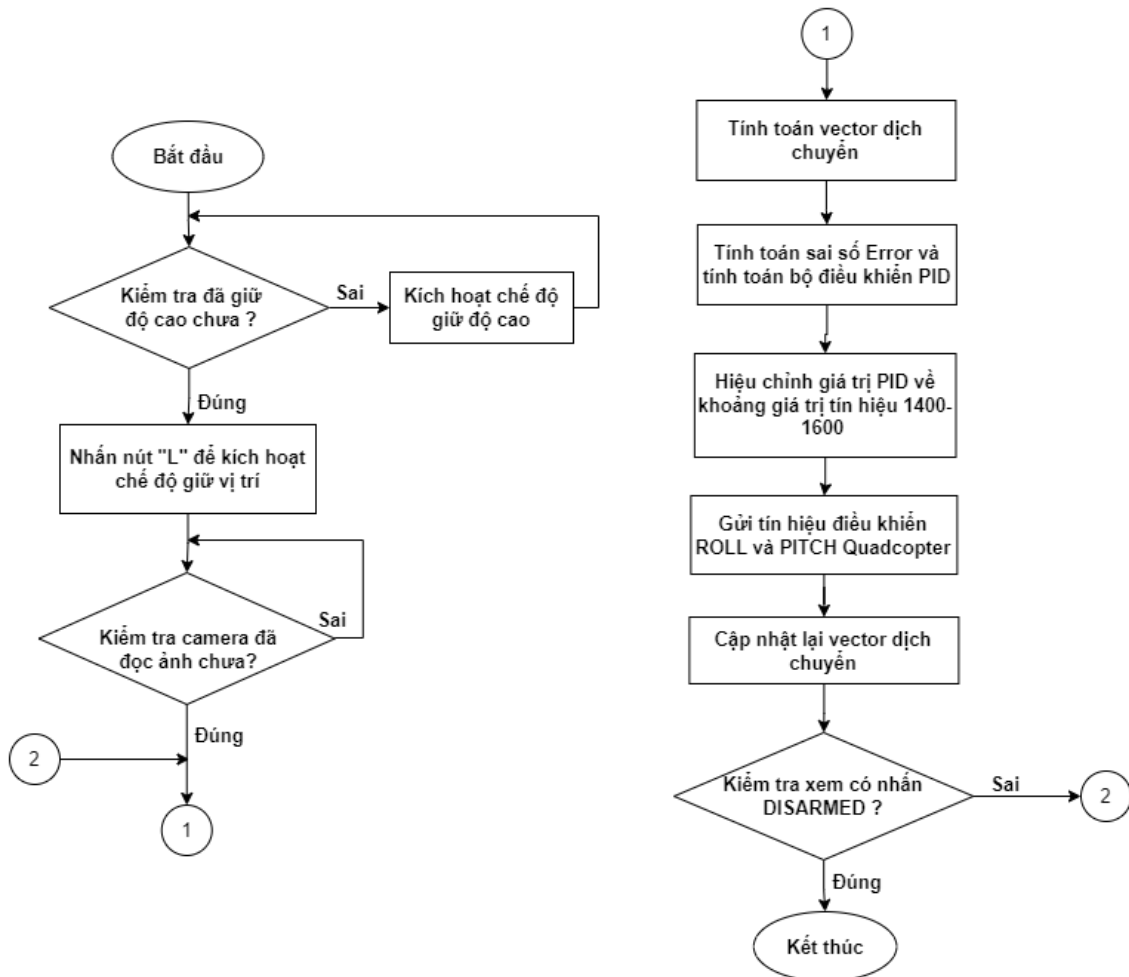 Bắt đầu
Kiểm tra đã giữ
độ cao chưa ?
Sai
Kích hoạt chế độ
giữ độ cao
Đúng
Nhấn nút "L" để kích hoạt
chế độ giữ vị trí
Sai
Kiểm tra camera đã
đọc ảnh chưa?
Đúng
2
1
1
Tính toán vector dịch
chuyển
Tính toán sai số Error và
tính toán bộ điều khiển PID
Hiệu chỉnh giá trị PID về
khoảng giá trị tín hiệu 1400-
1600
Gửi tín hiệu điều khiển
ROLL và PITCH Quadcopter
Cập nhật lại vector dịch
chuyển
Kiểm tra xem có nhấn
DISARMED ?
Sai
2
Đúng
Kết thúc